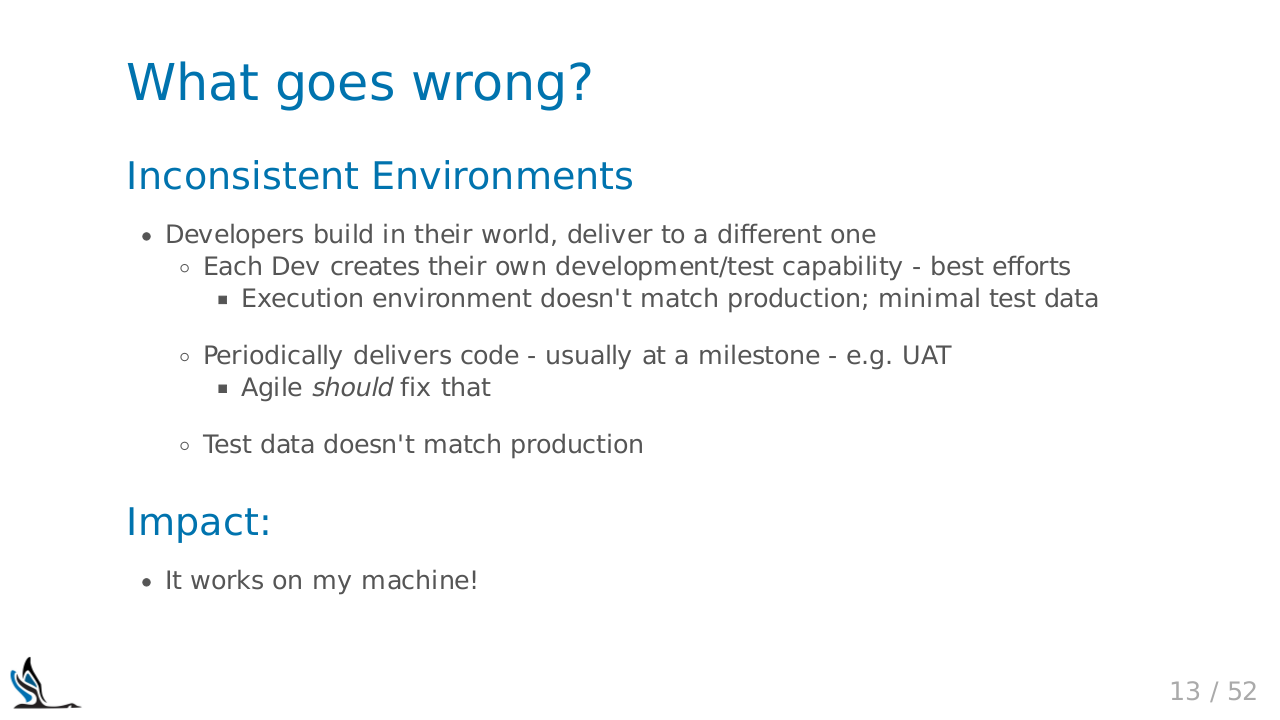 What goes wrong?
Inconsistent Environments
• Developers build in their world, deliver to a different one
◦ Each Dev creates their own development/test capability - best efforts
▪ Execution environment doesn't match production; minimal test data
◦ Periodically delivers code - usually at a milestone - e.g. UAT
▪ Agile should fix that
◦ Test data doesn't match production
Impact:
• It works on my machine!
13 / 52